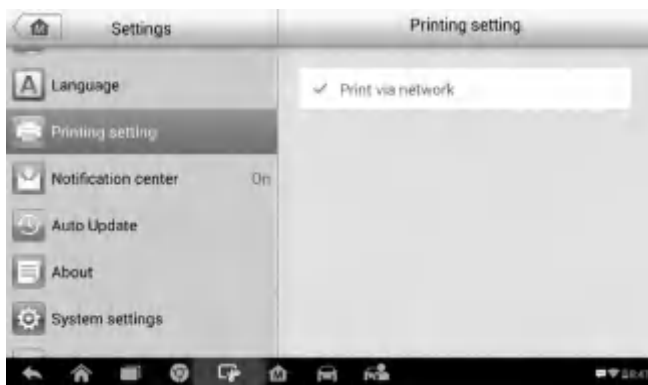 Settings
Printing setting
Language
Print via network
Printing setting
Notification center On
Auto Update
About
System settings